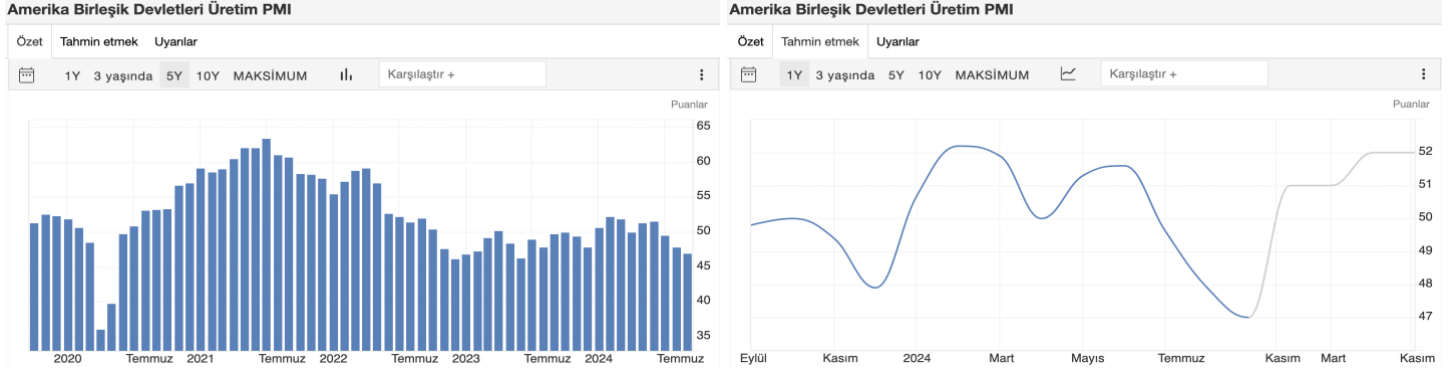 Amerika Birleşik Devletleri Üretim PMI
Özet Tahmin etmek Uyarılar
1Y 3 yaşında 5Y 10Y MAKSİMUM Karşılaştır +
Puanlar
65
60
55
50
45
40
35
2020 Temmuz 2021 Temmuz 2022 Temmuz 2023 Temmuz 2024 Temmuz
Amerika Birleşik Devletleri Üretim PMI
Özet Tahmin etmek Uyarılar
1Y 3 yaşında 5Y 10Y MAKSİMUM Karşılaştır +
Puanlar
52
51
50
49
48
47
Eylül Kasım 2024 Mart Mayıs Temmuz Kasım Mart Kasım